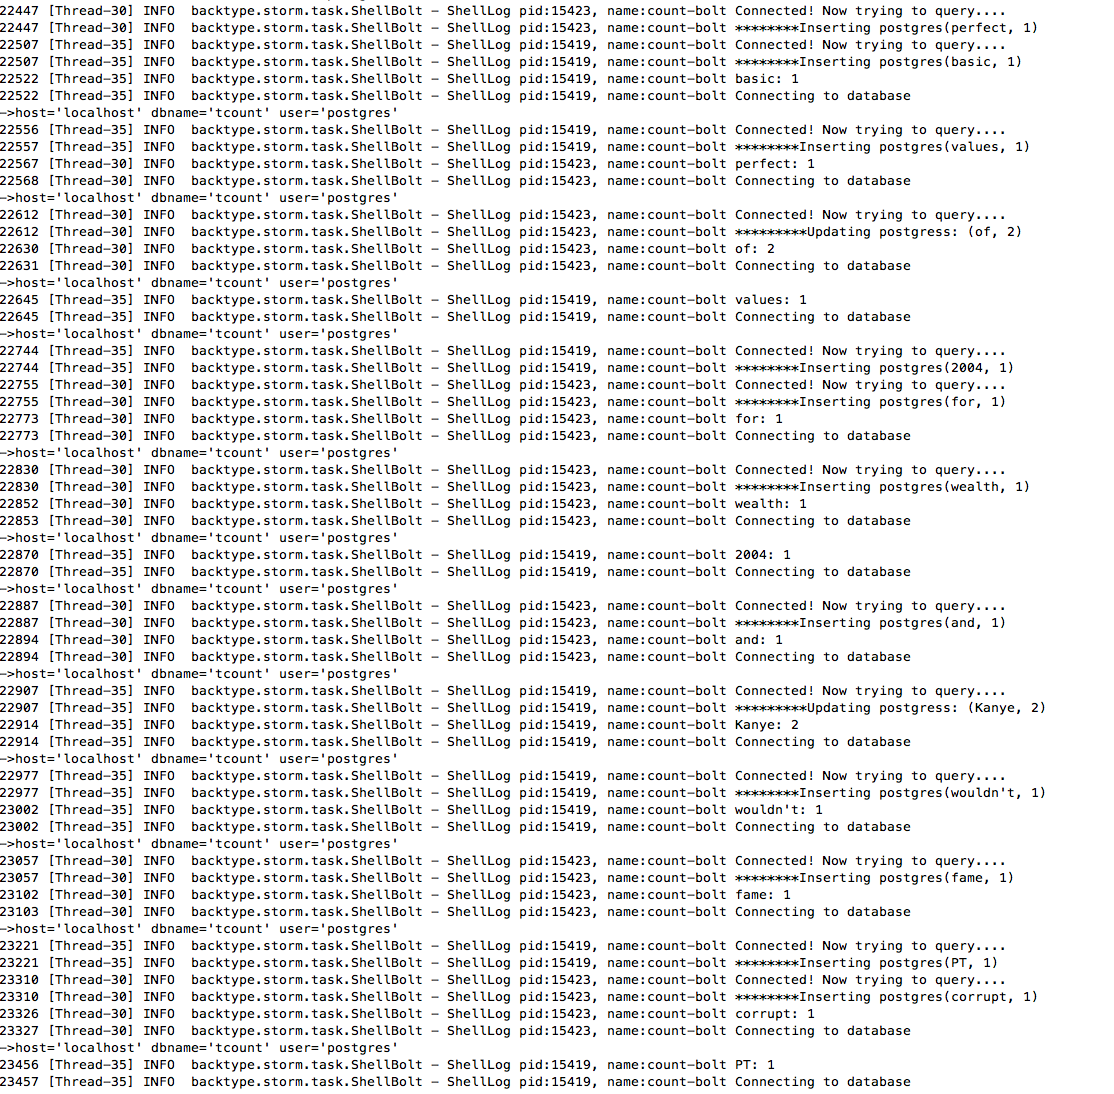 22447 [Thread-30] INFO  backtype.storm.task.ShellBolt - ShellLog pid:15423, name:count-bolt Connected! Now trying to query....
22447 [Thread-30] INFO  backtype.storm.task.ShellBolt - ShellLog pid:15423, name:count-bolt ********Inserting postgres(perfect, 1)
22507 [Thread-35] INFO  backtype.storm.task.ShellBolt - ShellLog pid:15419, name:count-bolt Connected! Now trying to query....
22507 [Thread-35] INFO  backtype.storm.task.ShellBolt - ShellLog pid:15419, name:count-bolt ********Inserting postgres(basic, 1)
22522 [Thread-35] INFO  backtype.storm.task.ShellBolt - ShellLog pid:15419, name:count-bolt basic: 1
22522 [Thread-35] INFO  backtype.storm.task.ShellBolt - ShellLog pid:15419, name:count-bolt Connecting to database
->host='localhost' dbname='tcount' user='postgres'
22556 [Thread-35] INFO  backtype.storm.task.ShellBolt - ShellLog pid:15419, name:count-bolt Connected! Now trying to query....
22557 [Thread-35] INFO  backtype.storm.task.ShellBolt - ShellLog pid:15419, name:count-bolt ********Inserting postgres(values, 1)
22567 [Thread-30] INFO  backtype.storm.task.ShellBolt - ShellLog pid:15423, name:count-bolt perfect: 1
22568 [Thread-30] INFO  backtype.storm.task.ShellBolt - ShellLog pid:15423, name:count-bolt Connecting to database
->host='localhost' dbname='tcount' user='postgres'
22612 [Thread-30] INFO  backtype.storm.task.ShellBolt - ShellLog pid:15423, name:count-bolt Connected! Now trying to query....
22612 [Thread-30] INFO  backtype.storm.task.ShellBolt - ShellLog pid:15423, name:count-bolt *********Updating postgress: (of, 2)
22630 [Thread-30] INFO  backtype.storm.task.ShellBolt - ShellLog pid:15423, name:count-bolt of: 2
22631 [Thread-30] INFO  backtype.storm.task.ShellBolt - ShellLog pid:15423, name:count-bolt Connecting to database
->host='localhost' dbname='tcount' user='postgres'
22645 [Thread-35] INFO  backtype.storm.task.ShellBolt - ShellLog pid:15419, name:count-bolt values: 1
22645 [Thread-35] INFO  backtype.storm.task.ShellBolt - ShellLog pid:15419, name:count-bolt Connecting to database
->host='localhost' dbname='tcount' user='postgres'
22744 [Thread-35] INFO  backtype.storm.task.ShellBolt - ShellLog pid:15419, name:count-bolt Connected! Now trying to query....
22744 [Thread-35] INFO  backtype.storm.task.ShellBolt - ShellLog pid:15419, name:count-bolt ********Inserting postgres(2004, 1)
22755 [Thread-30] INFO  backtype.storm.task.ShellBolt - ShellLog pid:15423, name:count-bolt Connected! Now trying to query....
22755 [Thread-30] INFO  backtype.storm.task.ShellBolt - ShellLog pid:15423, name:count-bolt ********Inserting postgres(for, 1)
22773 [Thread-30] INFO  backtype.storm.task.ShellBolt - ShellLog pid:15423, name:count-bolt for: 1
22773 [Thread-30] INFO  backtype.storm.task.ShellBolt - ShellLog pid:15423, name:count-bolt Connecting to database
->host='localhost' dbname='tcount' user='postgres'
22830 [Thread-30] INFO  backtype.storm.task.ShellBolt - ShellLog pid:15423, name:count-bolt Connected! Now trying to query....
22830 [Thread-30] INFO  backtype.storm.task.ShellBolt - ShellLog pid:15423, name:count-bolt ********Inserting postgres(wealth, 1)
22852 [Thread-30] INFO  backtype.storm.task.ShellBolt - ShellLog pid:15423, name:count-bolt wealth: 1
22853 [Thread-30] INFO  backtype.storm.task.ShellBolt - ShellLog pid:15423, name:count-bolt Connecting to database
->host='localhost' dbname='tcount' user='postgres'
22870 [Thread-35] INFO  backtype.storm.task.ShellBolt - ShellLog pid:15419, name:count-bolt 2004: 1
22870 [Thread-35] INFO  backtype.storm.task.ShellBolt - ShellLog pid:15419, name:count-bolt Connecting to database
->host='localhost' dbname='tcount' user='postgres'
22887 [Thread-30] INFO  backtype.storm.task.ShellBolt - ShellLog pid:15423, name:count-bolt Connected! Now trying to query....
22887 [Thread-30] INFO  backtype.storm.task.ShellBolt - ShellLog pid:15423, name:count-bolt ********Inserting postgres(and, 1)
22894 [Thread-30] INFO  backtype.storm.task.ShellBolt - ShellLog pid:15423, name:count-bolt and: 1
22894 [Thread-30] INFO  backtype.storm.task.ShellBolt - ShellLog pid:15423, name:count-bolt Connecting to database
->host='localhost' dbname='tcount' user='postgres'
22907 [Thread-35] INFO  backtype.storm.task.ShellBolt - ShellLog pid:15419, name:count-bolt Connected! Now trying to query....
22907 [Thread-35] INFO  backtype.storm.task.ShellBolt - ShellLog pid:15419, name:count-bolt *********Updating postgress: (Kanye, 2)
22914 [Thread-35] INFO  backtype.storm.task.ShellBolt - ShellLog pid:15419, name:count-bolt Kanye: 2
22914 [Thread-35] INFO  backtype.storm.task.ShellBolt - ShellLog pid:15419, name:count-bolt Connecting to database
->host='localhost' dbname='tcount' user='postgres'
22977 [Thread-35] INFO  backtype.storm.task.ShellBolt - ShellLog pid:15419, name:count-bolt Connected! Now trying to query....
22977 [Thread-35] INFO  backtype.storm.task.ShellBolt - ShellLog pid:15419, name:count-bolt ********Inserting postgres(wouldn't, 1)
23002 [Thread-35] INFO  backtype.storm.task.ShellBolt - ShellLog pid:15419, name:count-bolt wouldn't: 1
23002 [Thread-35] INFO  backtype.storm.task.ShellBolt - ShellLog pid:15419, name:count-bolt Connecting to database
->host='localhost' dbname='tcount' user='postgres'
23057 [Thread-30] INFO  backtype.storm.task.ShellBolt - ShellLog pid:15423, name:count-bolt Connected! Now trying to query....
23057 [Thread-30] INFO  backtype.storm.task.ShellBolt - ShellLog pid:15423, name:count-bolt ********Inserting postgres(fame, 1)
23102 [Thread-30] INFO  backtype.storm.task.ShellBolt - ShellLog pid:15423, name:count-bolt fame: 1
23103 [Thread-30] INFO  backtype.storm.task.ShellBolt - ShellLog pid:15423, name:count-bolt Connecting to database
->host='localhost' dbname='tcount' user='postgres'
23221 [Thread-35] INFO  backtype.storm.task.ShellBolt - ShellLog pid:15419, name:count-bolt Connected! Now trying to query....
23221 [Thread-35] INFO  backtype.storm.task.ShellBolt - ShellLog pid:15419, name:count-bolt ********Inserting postgres(PT, 1)
23310 [Thread-30] INFO  backtype.storm.task.ShellBolt - ShellLog pid:15423, name:count-bolt Connected! Now trying to query....
23310 [Thread-30] INFO  backtype.storm.task.ShellBolt - ShellLog pid:15423, name:count-bolt ********Inserting postgres(corrupt, 1)
23326 [Thread-30] INFO  backtype.storm.task.ShellBolt - ShellLog pid:15423, name:count-bolt corrupt: 1
23327 [Thread-30] INFO  backtype.storm.task.ShellBolt - ShellLog pid:15423, name:count-bolt Connecting to database
->host='localhost' dbname='tcount' user='postgres'
23456 [Thread-35] INFO  backtype.storm.task.ShellBolt - ShellLog pid:15419, name:count-bolt PT: 1
23457 [Thread-35] INFO  backtype.storm.task.ShellBolt - ShellLog pid:15419, name:count-bolt Connecting to database